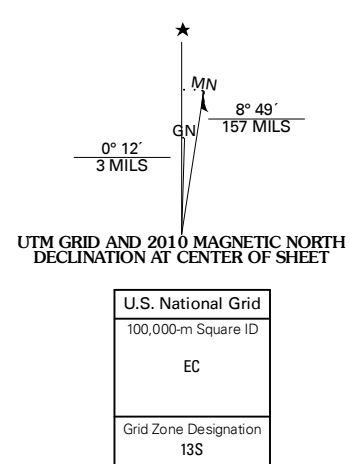 MN
GN
8° 49´
157 MILS
0° 12´
3 MILS
UTM GRID AND 2010 MAGNETIC NORTH
DECLINATION AT CENTER OF SHEET
U.S. National Grid
100,000-m Square ID
EC
Grid Zone Designation
13S